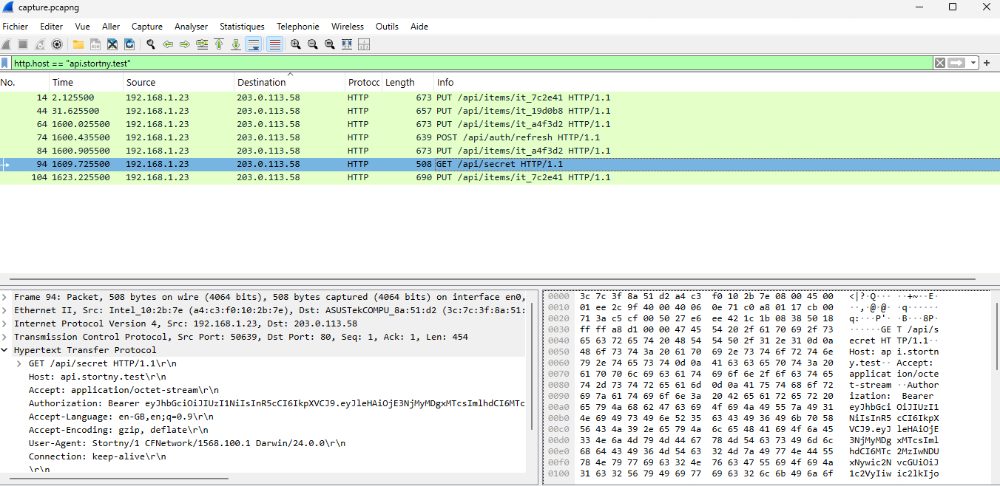 capture.pcapng
Fichier Editer Vue Aller Capture Analyser Statistiques Telephonie Wireless Outils Aide
http.host == "api.stortny.test"
No. Time Source Destination Protocc Length Info
14 2.125500 192.168.1.23 203.0.113.58 HTTP 673 PUT /api/items/it_7c2e41 HTTP/1.1
44 31.625500 192.168.1.23 203.0.113.58 HTTP 657 PUT /api/items/it_19d0b8 HTTP/1.1
64 1600.025500 192.168.1.23 203.0.113.58 HTTP 673 PUT /api/items/it_a4f3d2 HTTP/1.1
74 1600.435500 192.168.1.23 203.0.113.58 HTTP 639 POST /api/auth/refresh HTTP/1.1
84 1600.905500 192.168.1.23 203.0.113.58 HTTP 673 PUT /api/items/it_a4f3d2 HTTP/1.1
94 1609.725500 192.168.1.23 203.0.113.58 HTTP 508 GET /api/secret HTTP/1.1
104 1623.225500 192.168.1.23 203.0.113.58 HTTP 690 PUT /api/items/it_7c2e41 HTTP/1.1
Frame 94: Packet, 508 bytes on wire (4064 bits), 508 bytes captured (4064 bits) on interface en0,
Ethernet II, Src: Intel_10:2b:7e (a4:c3:f0:10:2b:7e), Dst: ASUSTekCOMPU_8a:51:d2 (3c:7c:3f:8a:51:
Internet Protocol Version 4, Src: 192.168.1.23, Dst: 203.0.113.58
Transmission Control Protocol, Src Port: 50639, Dst Port: 80, Seq: 1, Ack: 1, Len: 454
Hypertext Transfer Protocol
GET /api/secret HTTP/1.1\r\n
Host: api.stortny.test\r\n
Accept: application/octet-stream\r\n
Authorization: Bearer eyJhbGciOiJIUzI1NiIsInR5cCI6IkpXVCJ9.eyJleHAiOjE3NjMyMDgxMTcsImlhdCI6MTc
Accept-Language: en-GB,en;q=0.9\r\n
Accept-Encoding: gzip, deflate\r\n
User-Agent: Stortny/1 CFNetwork/1568.100.1 Darwin/24.0.0\r\n
Connection: keep-alive\r\n
\r\n
0000 3c 7c 3f 8a 51 d2 a4 c3 f0 10 2b 7e 08 00 45 00 <|?·Q·····+~··E·
0010 01 ee 2c 9f 40 00 40 06 0e 71 c0 a8 01 17 cb 00 ··,·@·@··q······
0020 71 3a c5 cf 00 50 27 e6 ee 42 1c 1b 08 38 50 18 q:···P'··B···8P·
0030 ff ff a8 d1 00 00 47 45 54 20 2f 61 70 69 2f 73 ······GE T /api/s
0040 65 63 72 65 74 20 48 54 54 50 2f 31 2e 31 0d 0a ecret HT TP/1.1··
0050 48 6f 73 74 3a 20 61 70 69 2e 73 74 6f 72 74 6e Host: ap i.stortn
0060 79 2e 74 65 73 74 0d 0a 41 63 63 65 70 74 3a 20 y.test·· Accept:
0070 61 70 70 6c 69 63 61 74 69 6f 6e 2f 6f 63 74 65 applicat ion/octe
0080 74 2d 73 74 72 65 61 6d 0d 0a 41 75 74 68 6f 72 t-stream ··Author
0090 69 7a 61 74 69 6f 6e 3a 20 42 65 61 72 65 72 20 ization: Bearer
00a0 65 79 4a 68 62 47 63 69 4f 69 4a 49 55 7a 49 31 eyJhbGci OiJIUzI1
00b0 4e 69 49 73 49 6e 52 35 63 43 49 36 49 6b 70 58 NiIsInR5 cCI6IkpX
00c0 56 43 4a 39 2e 65 79 4a 6c 65 48 41 69 4f 6a 45 VCJ9.eyJ leHAiOjE
00d0 33 4e 6a 4d 79 4d 44 67 78 4d 54 63 73 49 6d 6c 3NjMyMDg xMTcsIml
00e0 68 64 43 49 36 4d 54 63 32 4d 7a 49 77 4e 44 55 hdCI6MTc 2MzIwNDU
00f0 78 4e 79 77 69 63 32 4e 76 63 47 55 69 4f 69 4a xNywic2N vcGUiOiJ
0100 31 63 32 56 79 49 69 77 69 63 32 6c 6b 49 6a 6f 1c2VyIiw ic2lkIjo